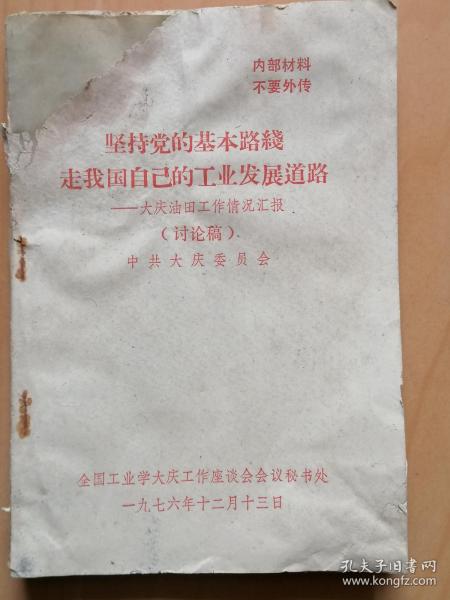 内部材料
不要外传
坚持党的基本路綫
走我国自己的工业发展道路
——大庆油田工作情况汇报
（讨论稿）
中共大庆委员会
全国工业学大庆工作座谈会会议秘书处
一九七六年十二月十三日
孔夫子旧书网
www.kongfz.com